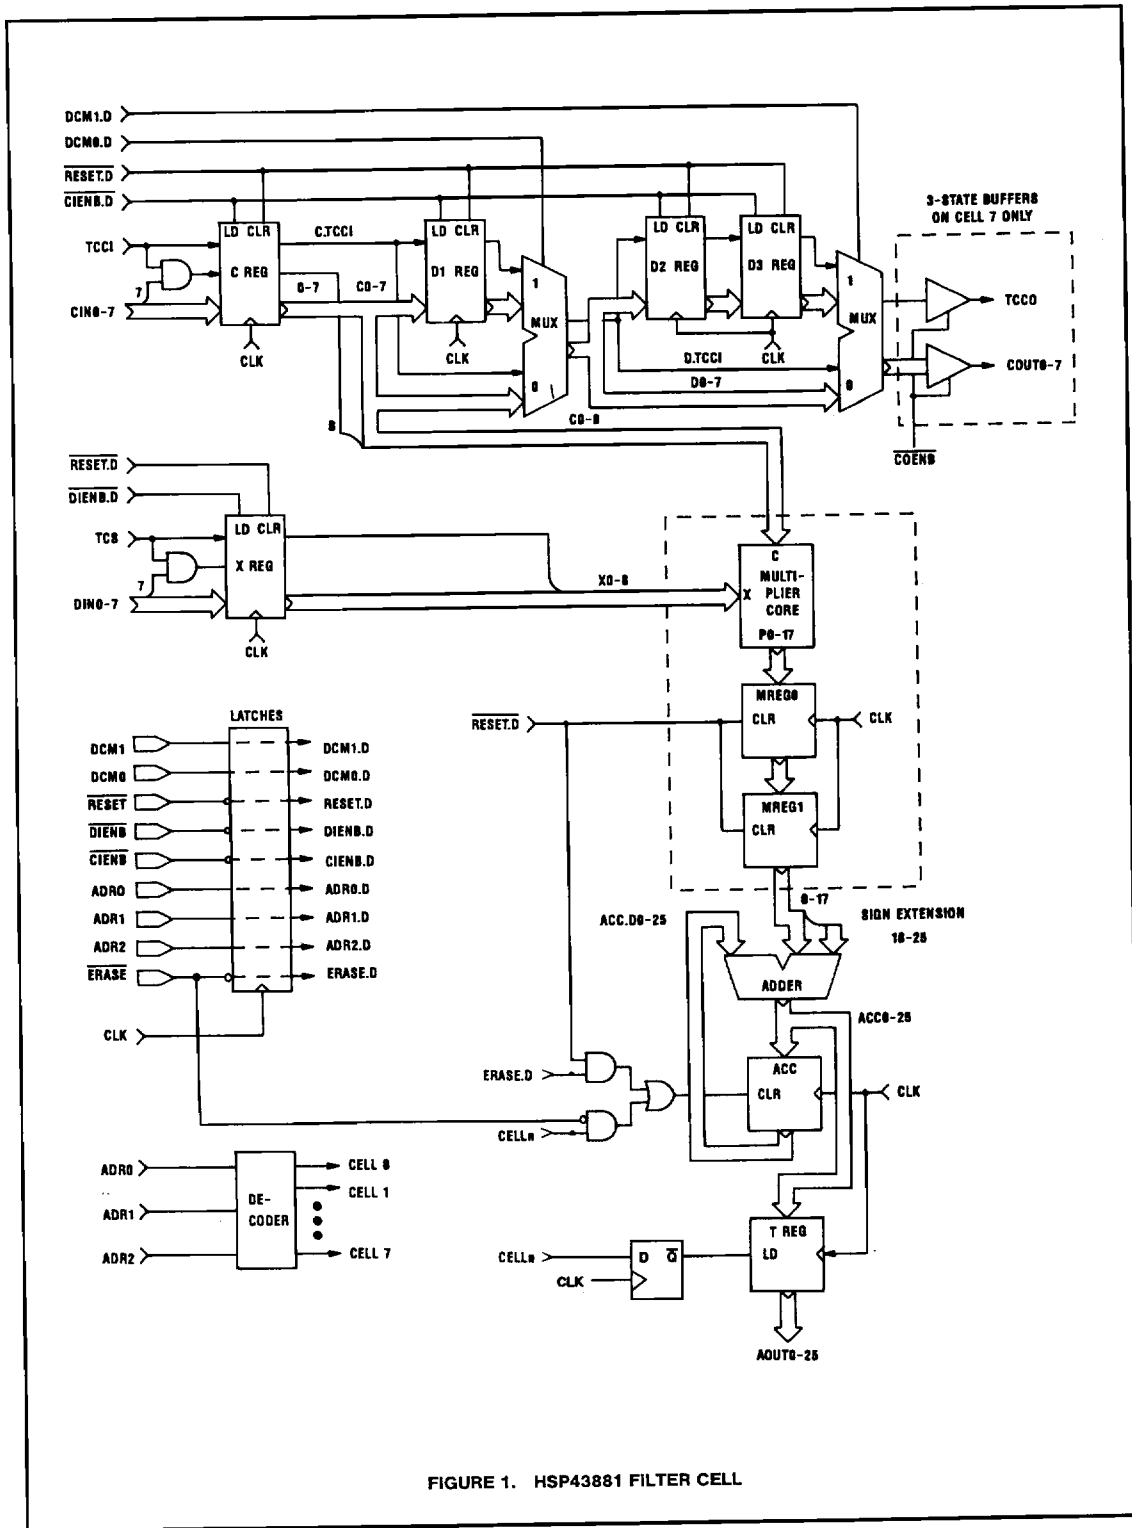 DCM1.D
DCM0.D
RESET.D
CIENB.D
3-STATE BUFFERS
ON CELL 7 ONLY
TCCI
LD CLR
C REG
C.TCCI
LD CLR
D1 REG
LD CLR
D2 REG
LD CLR
D3 REG
1
MUX
0
1
MUX
0
TCCO
7
CIN0-7
0-7
C0-7
CLK
CLK
CLK
D.TCCI
D0-7
COUT0-7
8
C0-8
COENB
RESET.D
DIENB.D
TCS
LD CLR
X REG
7
DIN0-7
CLK
X0-8
C
X
MULTI-
PLIER
CORE
P0-17
MREG0
CLR
CLK
RESET.D
MREG1
CLR
0-17
SIGN EXTENSION
18-25
LATCHES
DCM1
DCM1.D
DCM0
DCM0.D
RESET
RESET.D
DIENB
DIENB.D
CIENB
CIENB.D
ADR0
ADR0.D
ADR1
ADR1.D
ADR2
ADR2.D
ERASE
ERASE.D
CLK
ACC.D0-25
ADDER
ACC0-25
ERASE.D
CELLn
ACC
CLR
CLK
ADR0
ADR1
ADR2
DE-
CODER
CELL 0
CELL 1
CELL 7
CELLn
CLK
D Q
T REG
LD
AOUT0-25
FIGURE 1. HSP43881 FILTER CELL